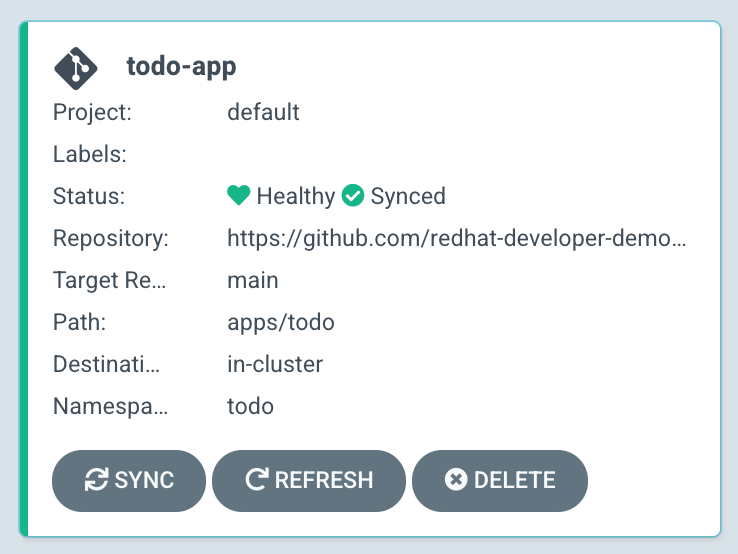 todo-app
Project: default
Labels:
Status: Healthy Synced
Repository: https://github.com/redhat-developer-demo...
Target Re... main
Path: apps/todo
Destinati... in-cluster
Namespa... todo
SYNC REFRESH DELETE